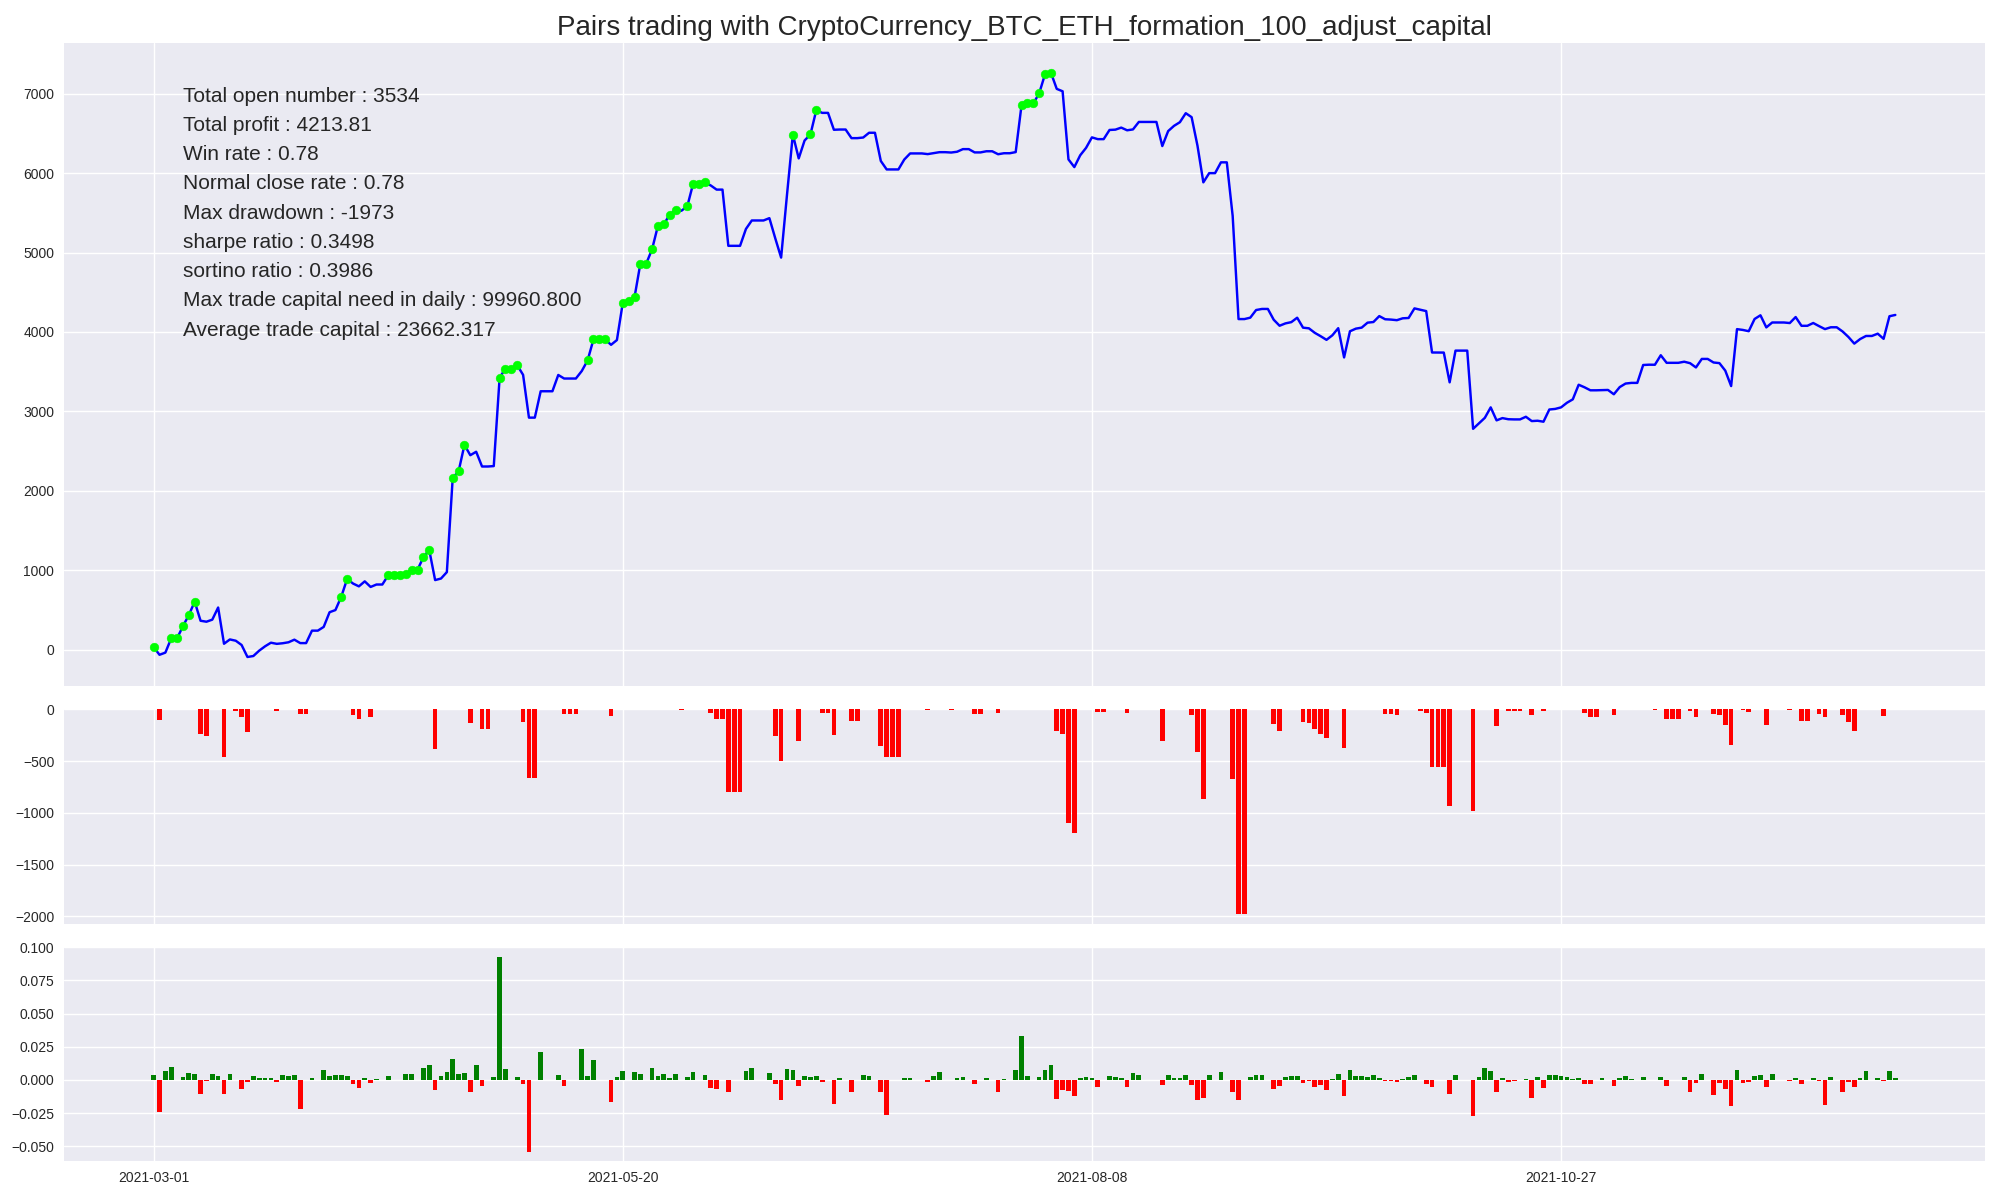 Pairs trading with CryptoCurrency_BTC_ETH_formation_100_adjust_capital
Total open number : 3534
Total profit : 4213.81
Win rate : 0.78
Normal close rate : 0.78
Max drawdown : -1973
sharpe ratio : 0.3498
sortino ratio : 0.3986
Max trade capital need in daily : 99960.800
Average trade capital : 23662.317
7000
6000
5000
4000
3000
2000
1000
0
0
−500
−1000
−1500
−2000
0.100
0.075
0.050
0.025
0.000
−0.025
−0.050
2021-03-01 2021-05-20 2021-08-08 2021-10-27